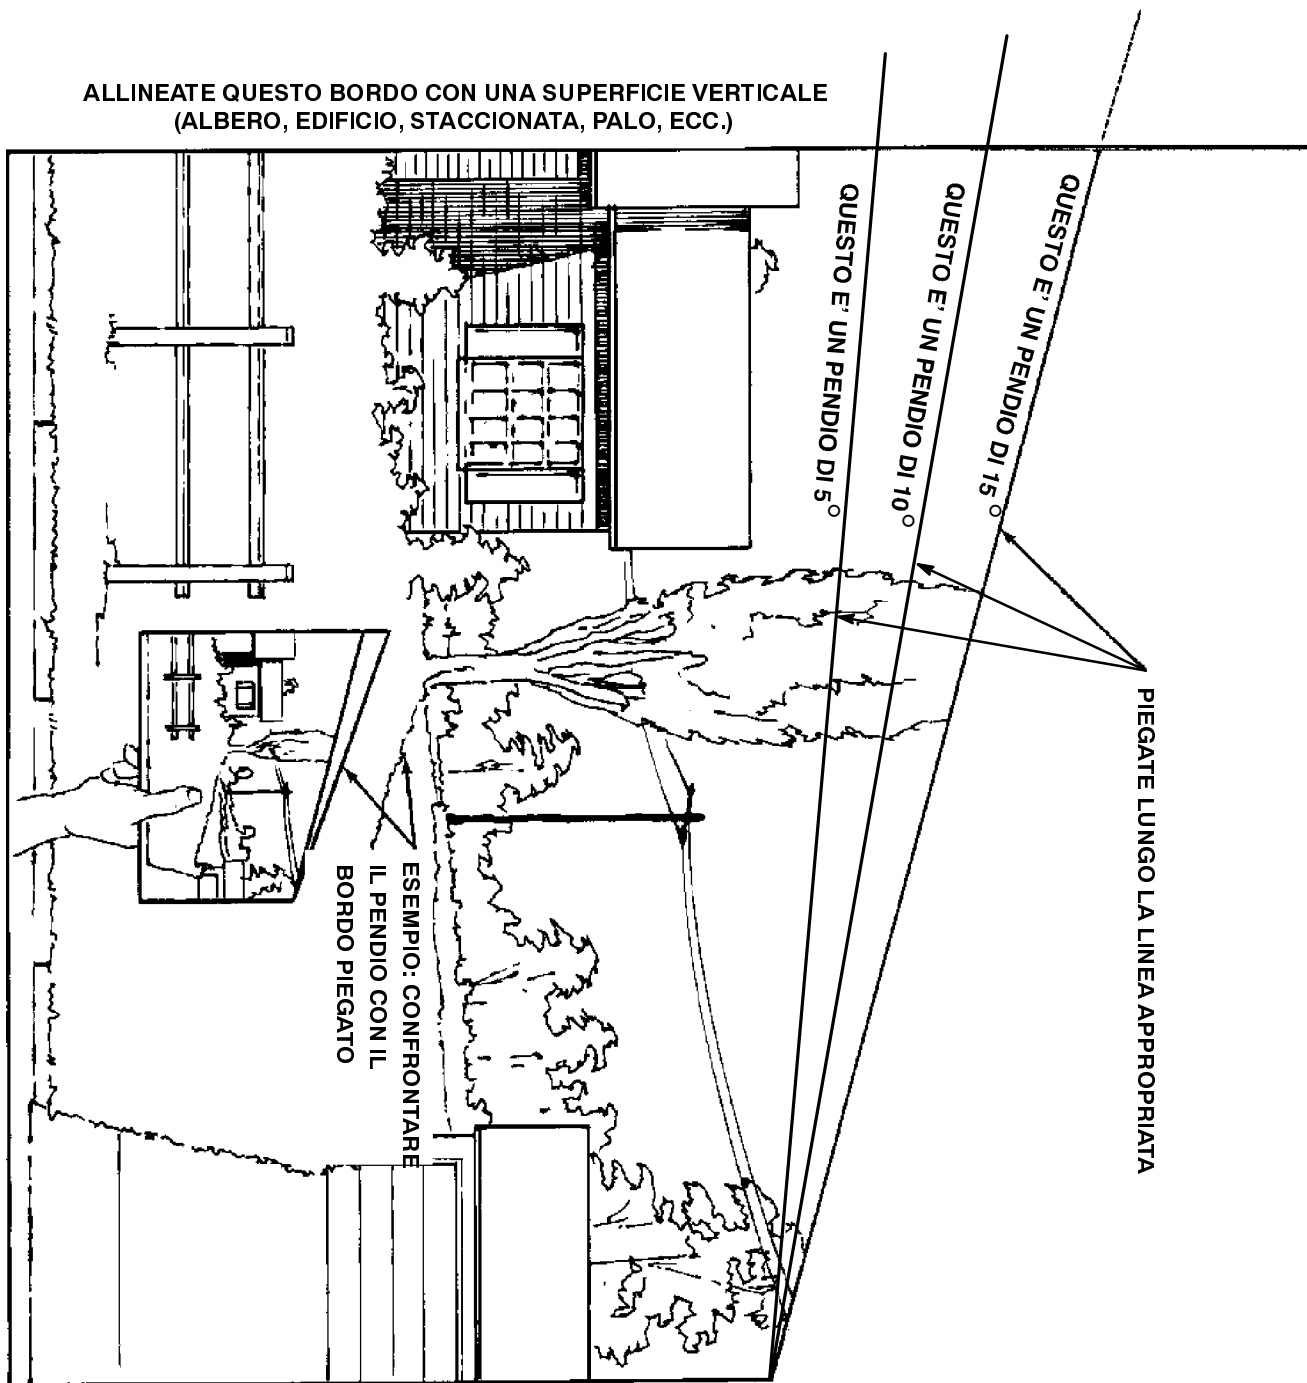 ALLINEATE QUESTO BORDO CON UNA SUPERFICIE VERTICALE
(ALBERO, EDIFICIO, STACCIONATA, PALO, ECC.)
QUESTO E' UN PENDIO DI 5°
QUESTO E' UN PENDIO DI 10°
QUESTO E' UN PENDIO DI 15°
PIEGATE LUNGO LA LINEA APPROPRIATA
ESEMPIO: CONFRONTARE
IL PENDIO CON IL
BORDO PIEGATO